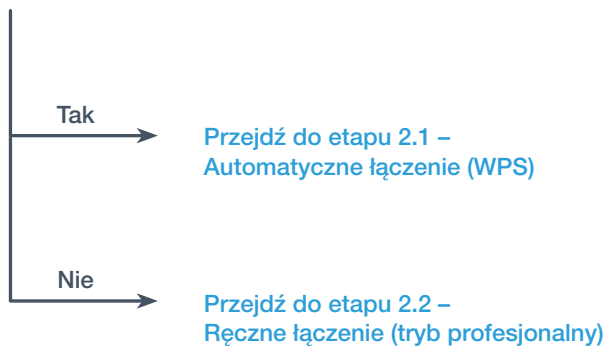 Tak
Przejdź do etapu 2.1 –
Automatyczne łączenie (WPS)
Nie
Przejdź do etapu 2.2 –
Ręczne łączenie (tryb profesjonalny)